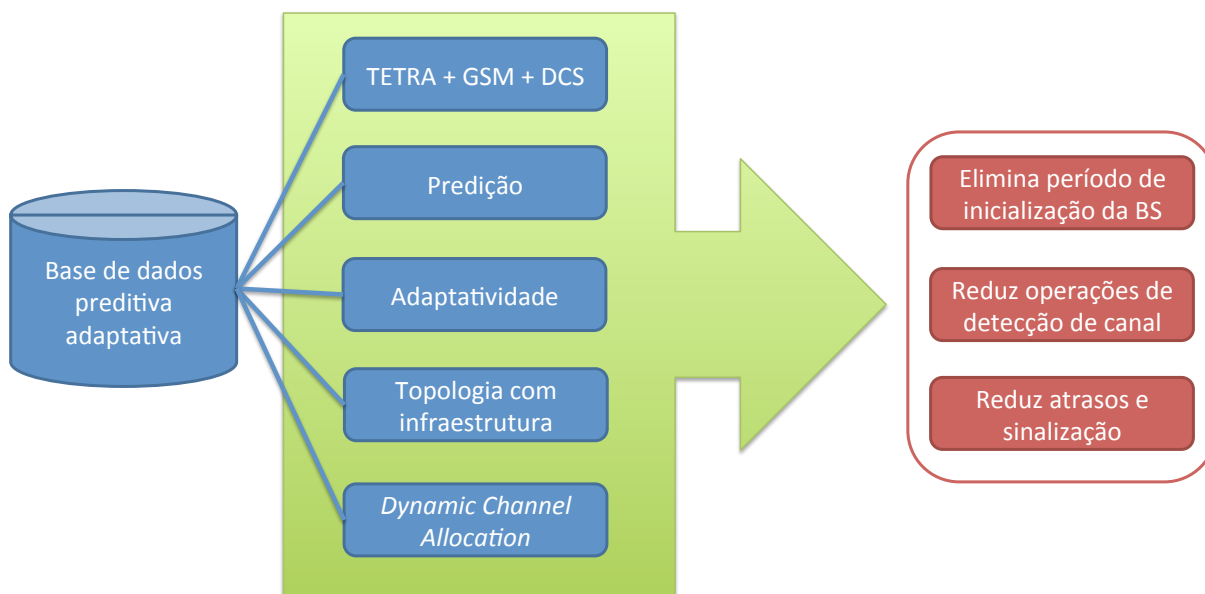 Base de dados
preditiva
adaptativa
TETRA + GSM + DCS
Predição
Adaptatividade
Topologia com
infraestrutura
Dynamic Channel
Allocation
Elimina período de
inicialização da BS
Reduz operações de
detecção de canal
Reduz atrasos e
sinalização